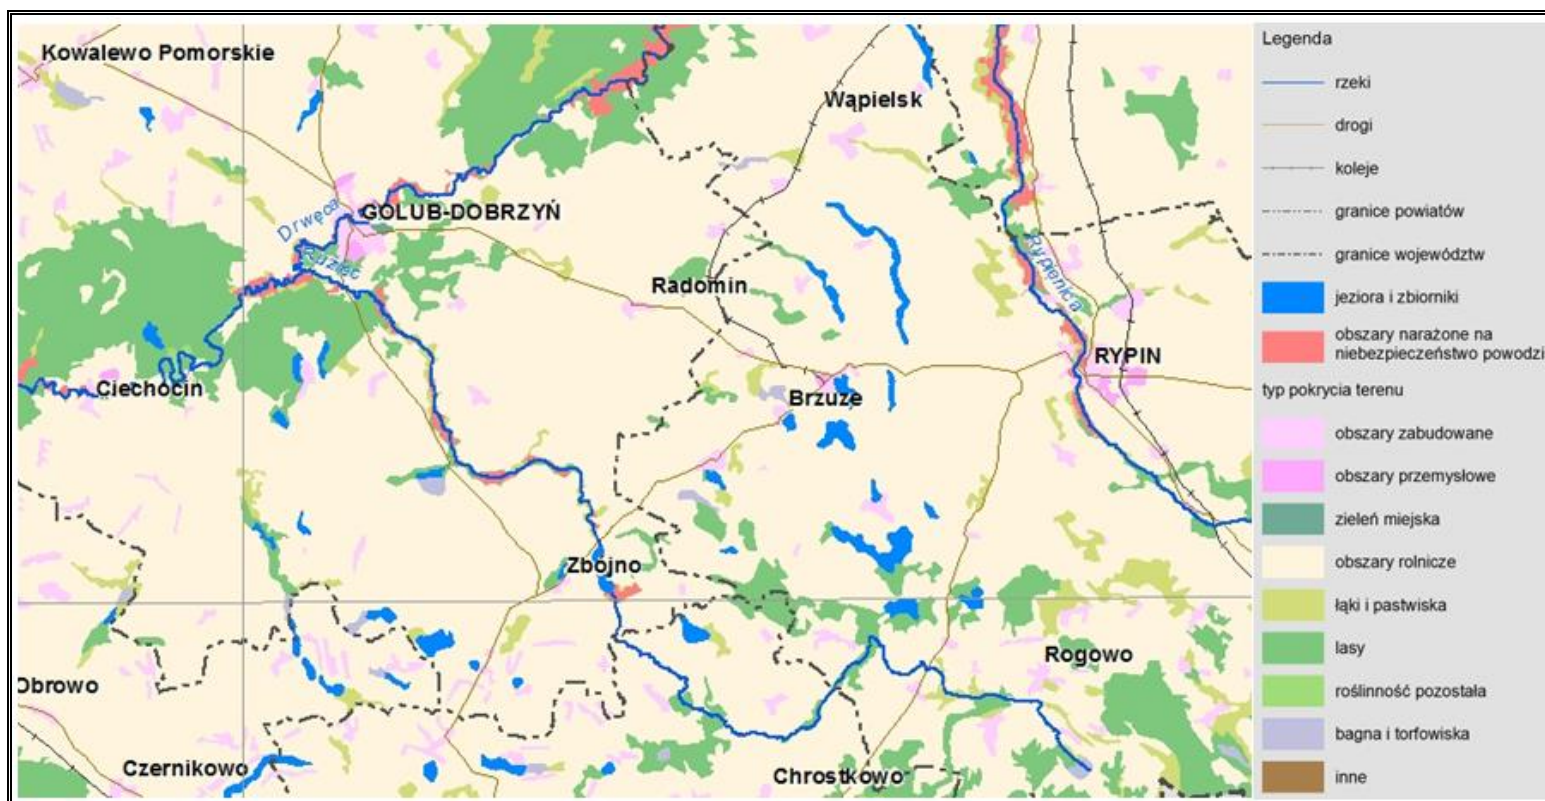 Kowalewo Pomorskie
Wąpielsk
Drwęca
GOLUB-DOBRZYŃ
Rypienica
Radomin
RYPIN
Ciechocin
Brzuze
Zbójno
Rogowo
Obrowo
Czernikowo
Chrostkowo
Legenda
rzeki
drogi
koleje
granice powiatów
granice województw
jeziora i zbiorniki
obszary narażone na
niebezpieczeństwo powodzi
typ pokrycia terenu
obszary zabudowane
obszary przemysłowe
zieleń miejska
obszary rolnicze
łąki i pastwiska
lasy
roślinność pozostała
bagna i torfowiska
inne